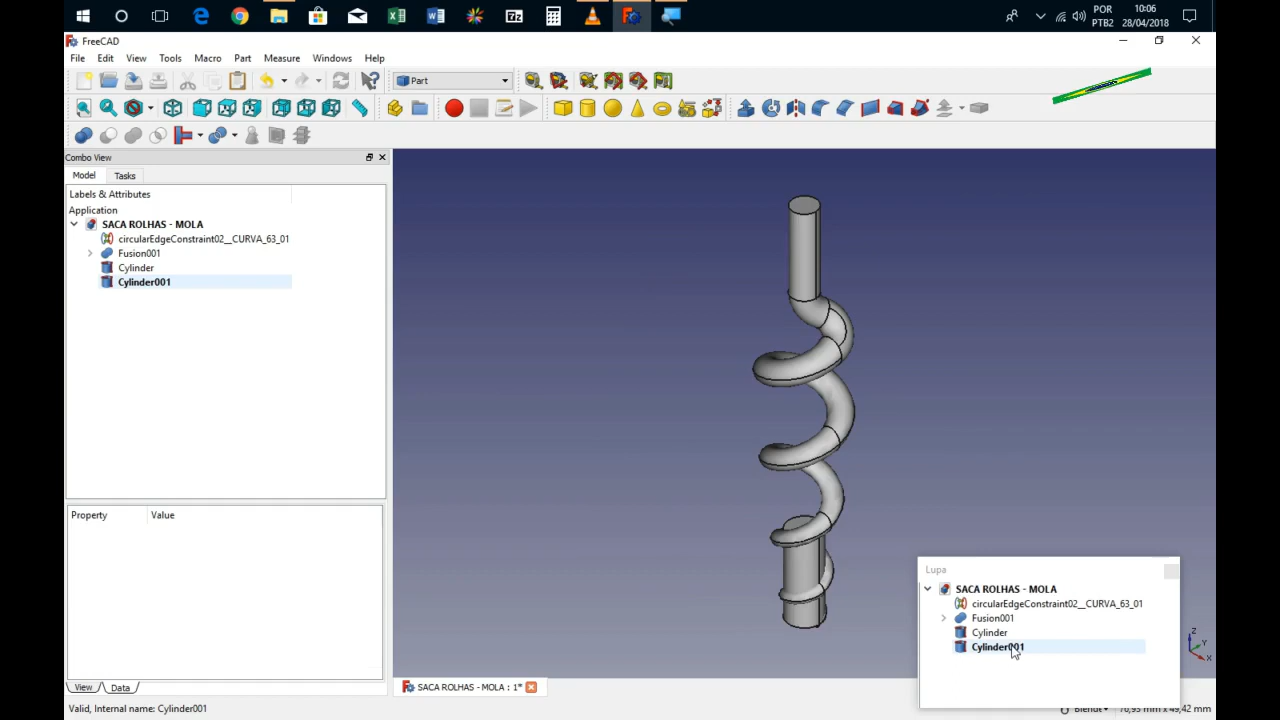 POR
10:06
PTB2
28/04/2018
FreeCAD
File Edit View Tools Macro Part Measure Windows Help
Part
Combo View
Model Tasks
Labels & Attributes
Application
SACA ROLHAS - MOLA
circularEdgeConstraint02__CURVA_63_01
Fusion001
Cylinder
Cylinder001
Property Value
View Data
SACA ROLHAS - MOLA : 1*
Valid, Internal name: Cylinder001
Lupa
SACA ROLHAS - MOLA
circularEdgeConstraint02__CURVA_63_01
Fusion001
Cylinder
Cylinder001
Z
Y
X